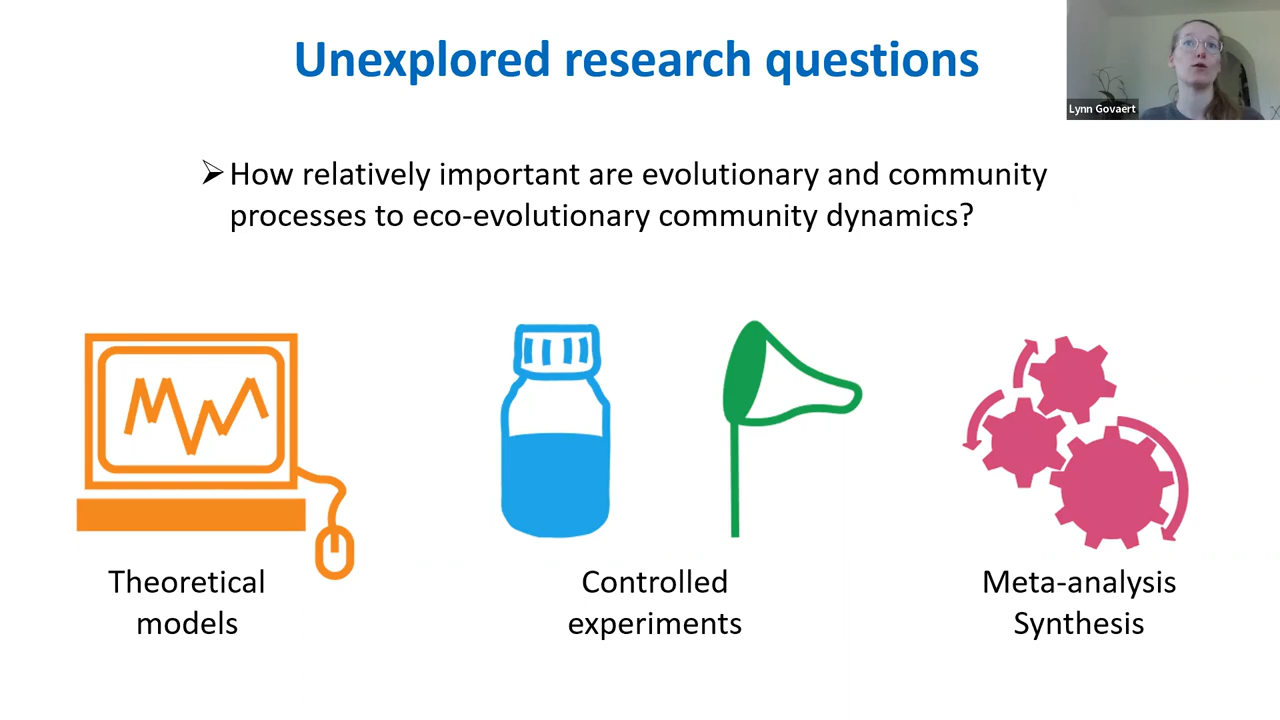 Unexplored research questions
Lynn Govaert
➢How relatively important are evolutionary and community
processes to eco-evolutionary community dynamics?
Theoretical
models
Controlled
experiments
Meta-analysis
Synthesis